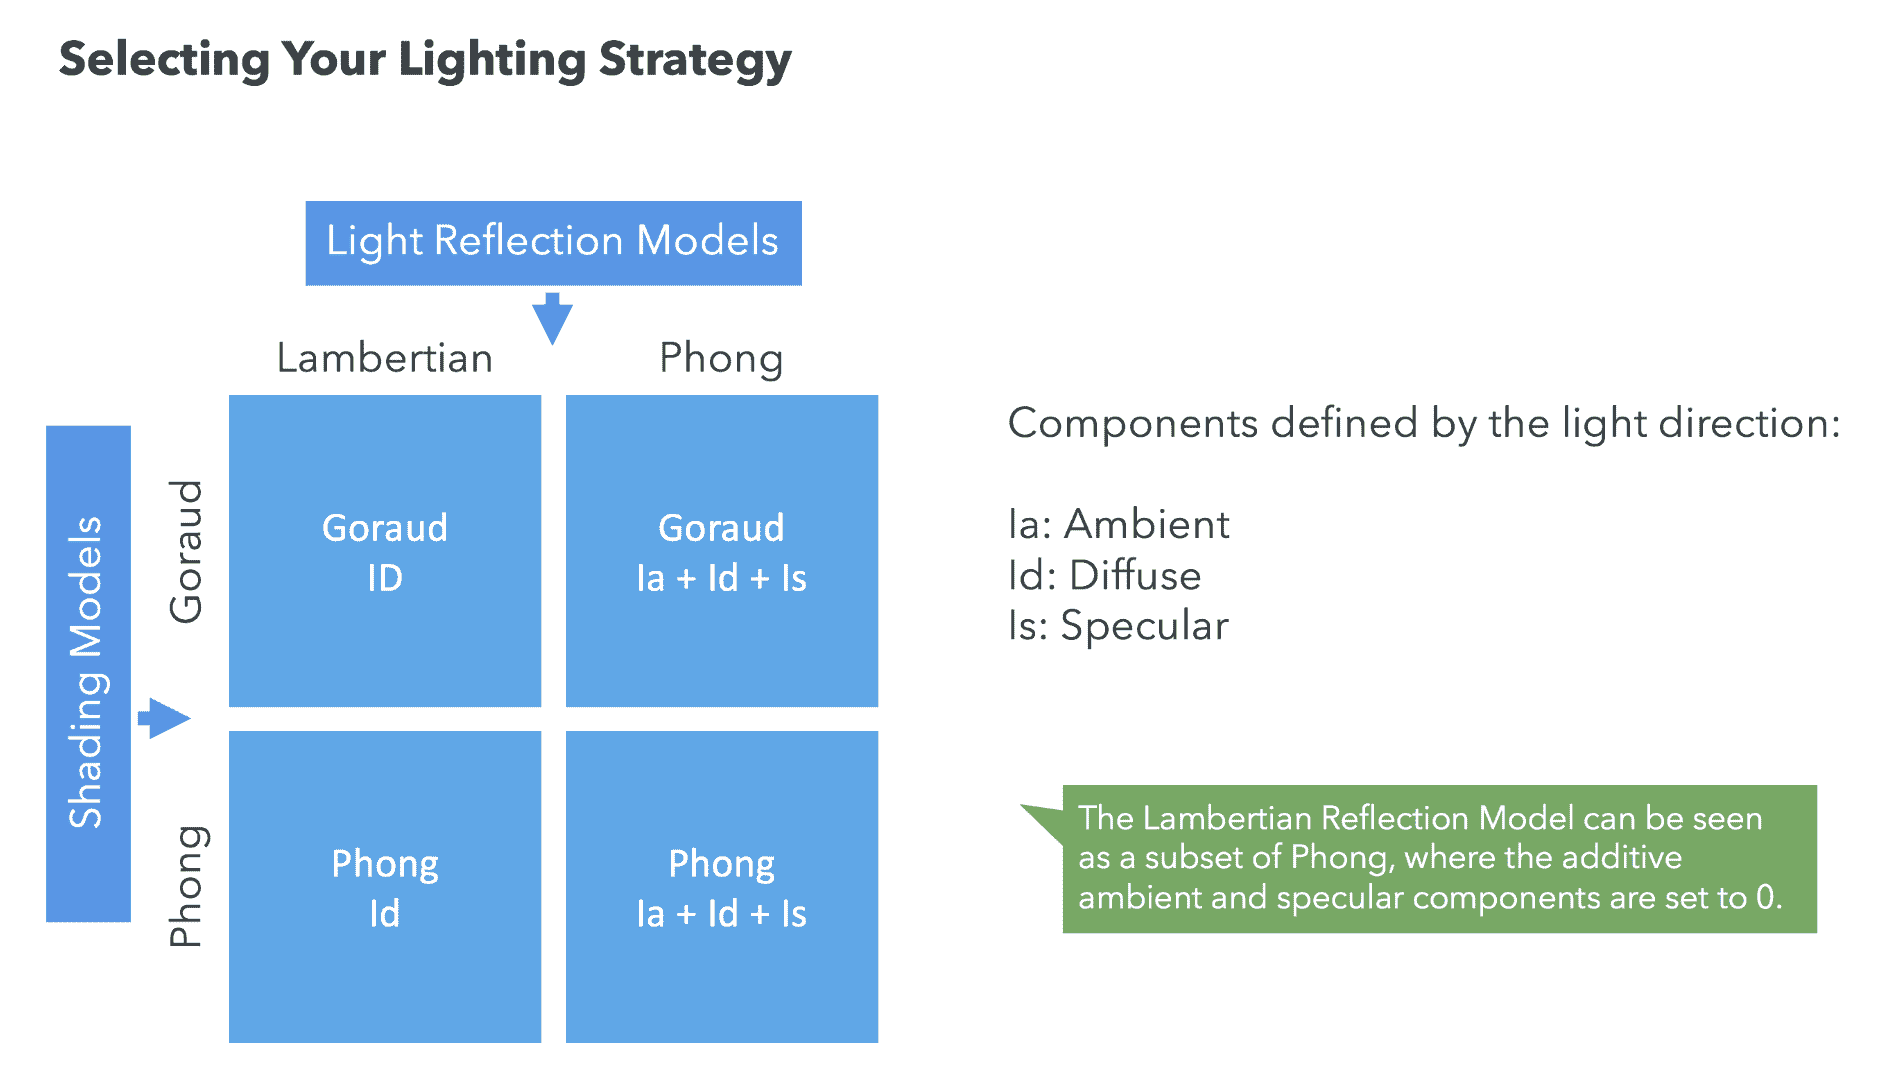 Selecting Your Lighting Strategy
Light Reflection Models
Lambertian
Phong
Shading Models
Goraud
Goraud
ID
Goraud
Ia + Id + Is
Phong
Phong
Id
Phong
Ia + Id + Is
Components defined by the light direction:
Ia: Ambient
Id: Diffuse
Is: Specular
The Lambertian Reflection Model can be seen
as a subset of Phong, where the additive
ambient and specular components are set to 0.